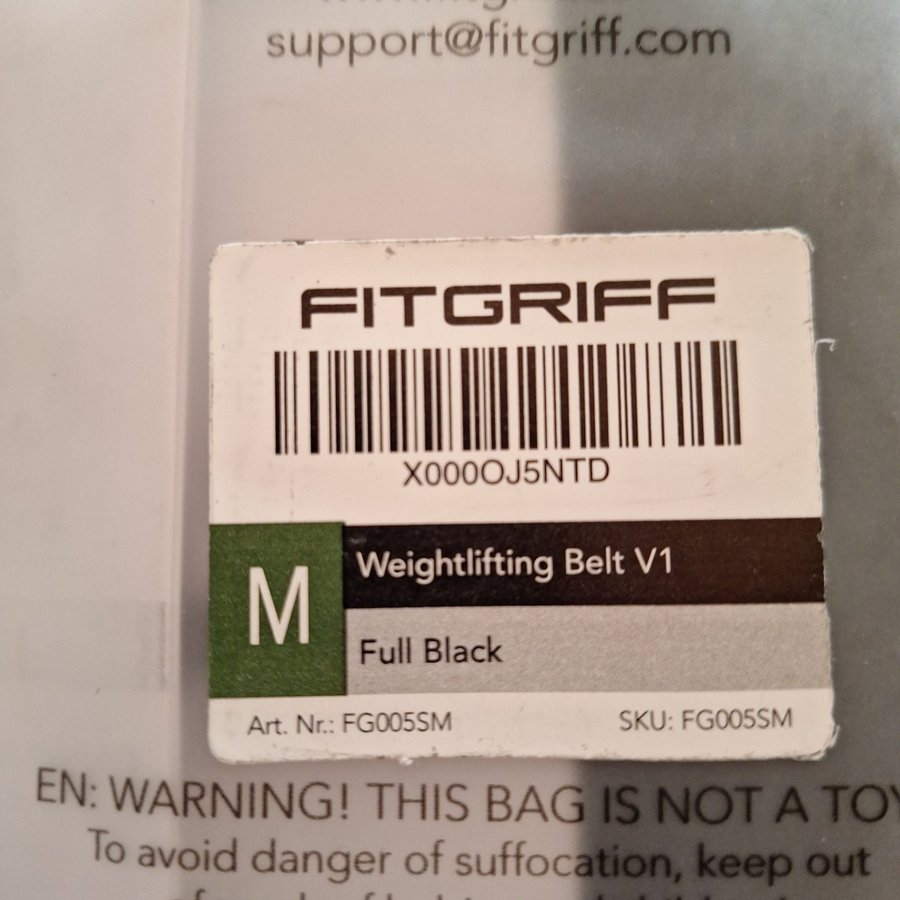 support@fitgriff.com
FITGRIFF
X000OJ5NTD
M
Weightlifting Belt V1
Full Black
Art. Nr.: FG005SM
SKU: FG005SM
EN: WARNING! THIS BAG IS NOT A TOY
To avoid danger of suffocation, keep out